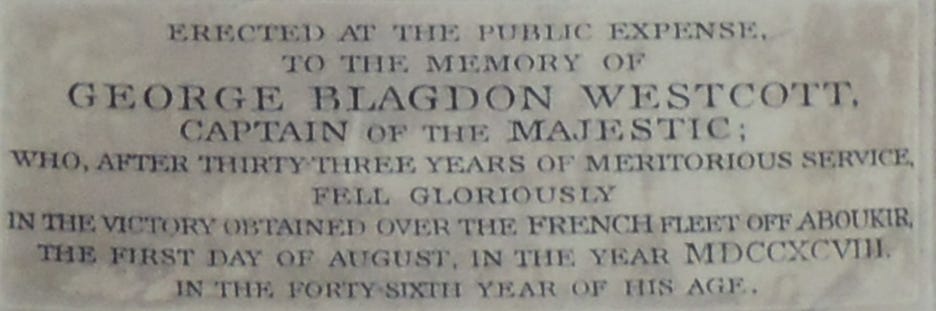 ERECTED AT THE PUBLIC EXPENSE,
TO THE MEMORY OF
GEORGE BLAGDON WESTCOTT,
CAPTAIN OF THE MAJESTIC;
WHO, AFTER THIRTY-THREE YEARS OF MERITORIOUS SERVICE,
FELL GLORIOUSLY
IN THE VICTORY OBTAINED OVER THE FRENCH FLEET OFF ABOUKIR,
THE FIRST DAY OF AUGUST, IN THE YEAR MDCCXCVIII.
IN THE FORTY-SIXTH YEAR OF HIS AGE.